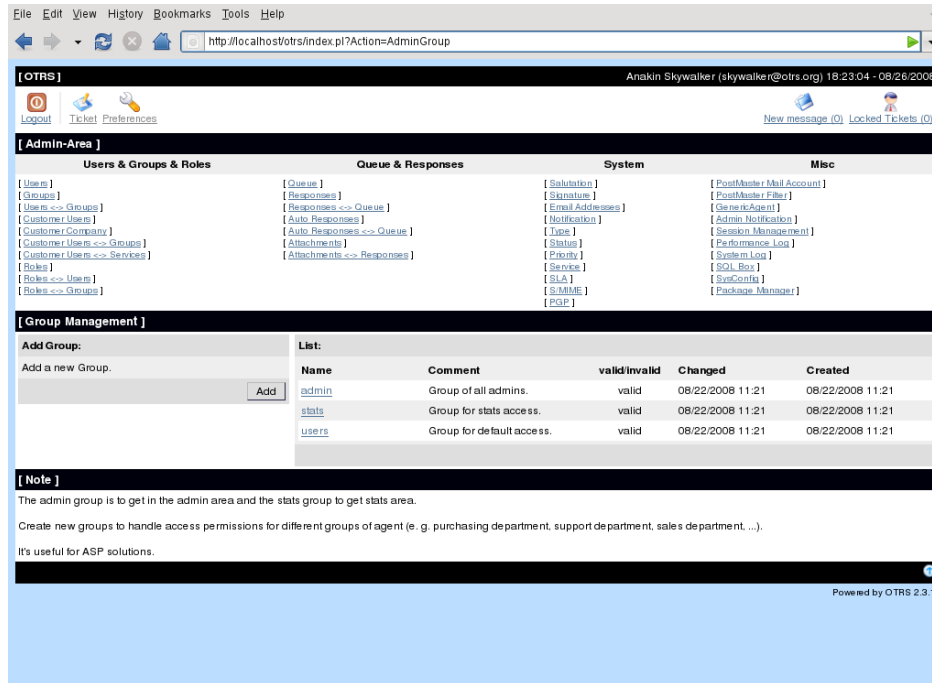 File Edit View History Bookmarks Tools Help
http://localhost/otrs/index.pl?Action=AdminGroup
[ OTRS ] Anakin Skywalker (skywalker@otrs.org) 18:23:04 - 08/26/2008
Logout Ticket Preferences New message (0) Locked Tickets (0)
[ Admin-Area ]
Users & Groups & Roles Queue & Responses System Misc
[ Users ] [ Queue ] [ Salutation ] [ PostMaster Mail Account ]
[ Groups ] [ Responses ] [ Signature ] [ PostMaster Filter ]
[ Users <-> Groups ] [ Responses <-> Queue ] [ Email Addresses ] [ GenericAgent ]
[ Customer Users ] [ Auto Responses ] [ Notification ] [ Admin Notification ]
[ Customer Company ] [ Auto Responses <-> Queue ] [ Type ] [ Session Management ]
[ Customer Users <-> Groups ] [ Attachments ] [ Status ] [ Performance Log ]
[ Customer Users <-> Services ] [ Attachments <-> Responses ] [ Priority ] [ System Log ]
[ Roles ] [ Service ] [ SQL Box ]
[ Roles <-> Users ] [ SLA ] [ SysConfig ]
[ Roles <-> Groups ] [ S/MIME ] [ Package Manager ]
[ PGP ]
[ Group Management ]
Add Group: List:
Add a new Group. Name Comment valid/invalid Changed Created
Add admin Group of all admins. valid 08/22/2008 11:21 08/22/2008 11:21
stats Group for stats access. valid 08/22/2008 11:21 08/22/2008 11:21
users Group for default access. valid 08/22/2008 11:21 08/22/2008 11:21
[ Note ]
The admin group is to get in the admin area and the stats group to get stats area.
Create new groups to handle access permissions for different groups of agent (e. g. purchasing department, support department, sales department, ...).
It's useful for ASP solutions.
Powered by OTRS 2.3.